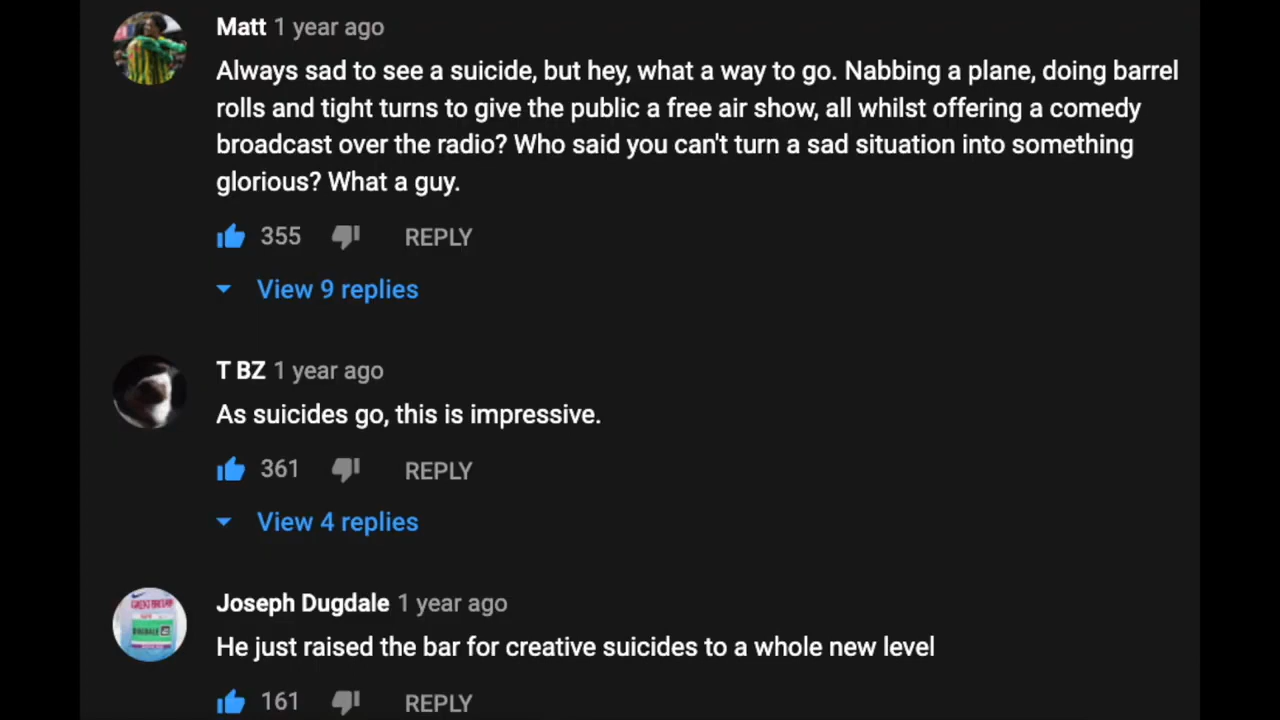 Matt 1 year ago
Always sad to see a suicide, but hey, what a way to go. Nabbing a plane, doing barrel
rolls and tight turns to give the public a free air show, all whilst offering a comedy
broadcast over the radio? Who said you can't turn a sad situation into something
glorious? What a guy.
355 REPLY
View 9 replies
T BZ 1 year ago
As suicides go, this is impressive.
361 REPLY
View 4 replies
Joseph Dugdale 1 year ago
He just raised the bar for creative suicides to a whole new level
161 REPLY